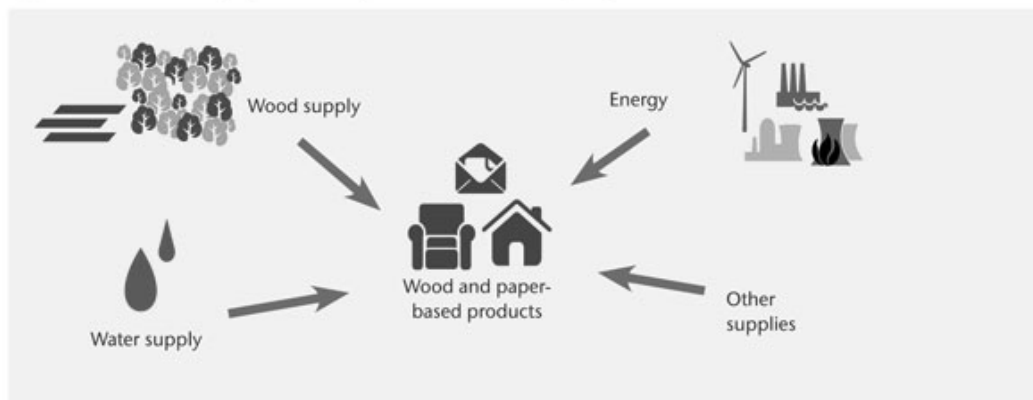 Wood supply
Energy
Wood and paper-
based products
Water supply
Other
supplies